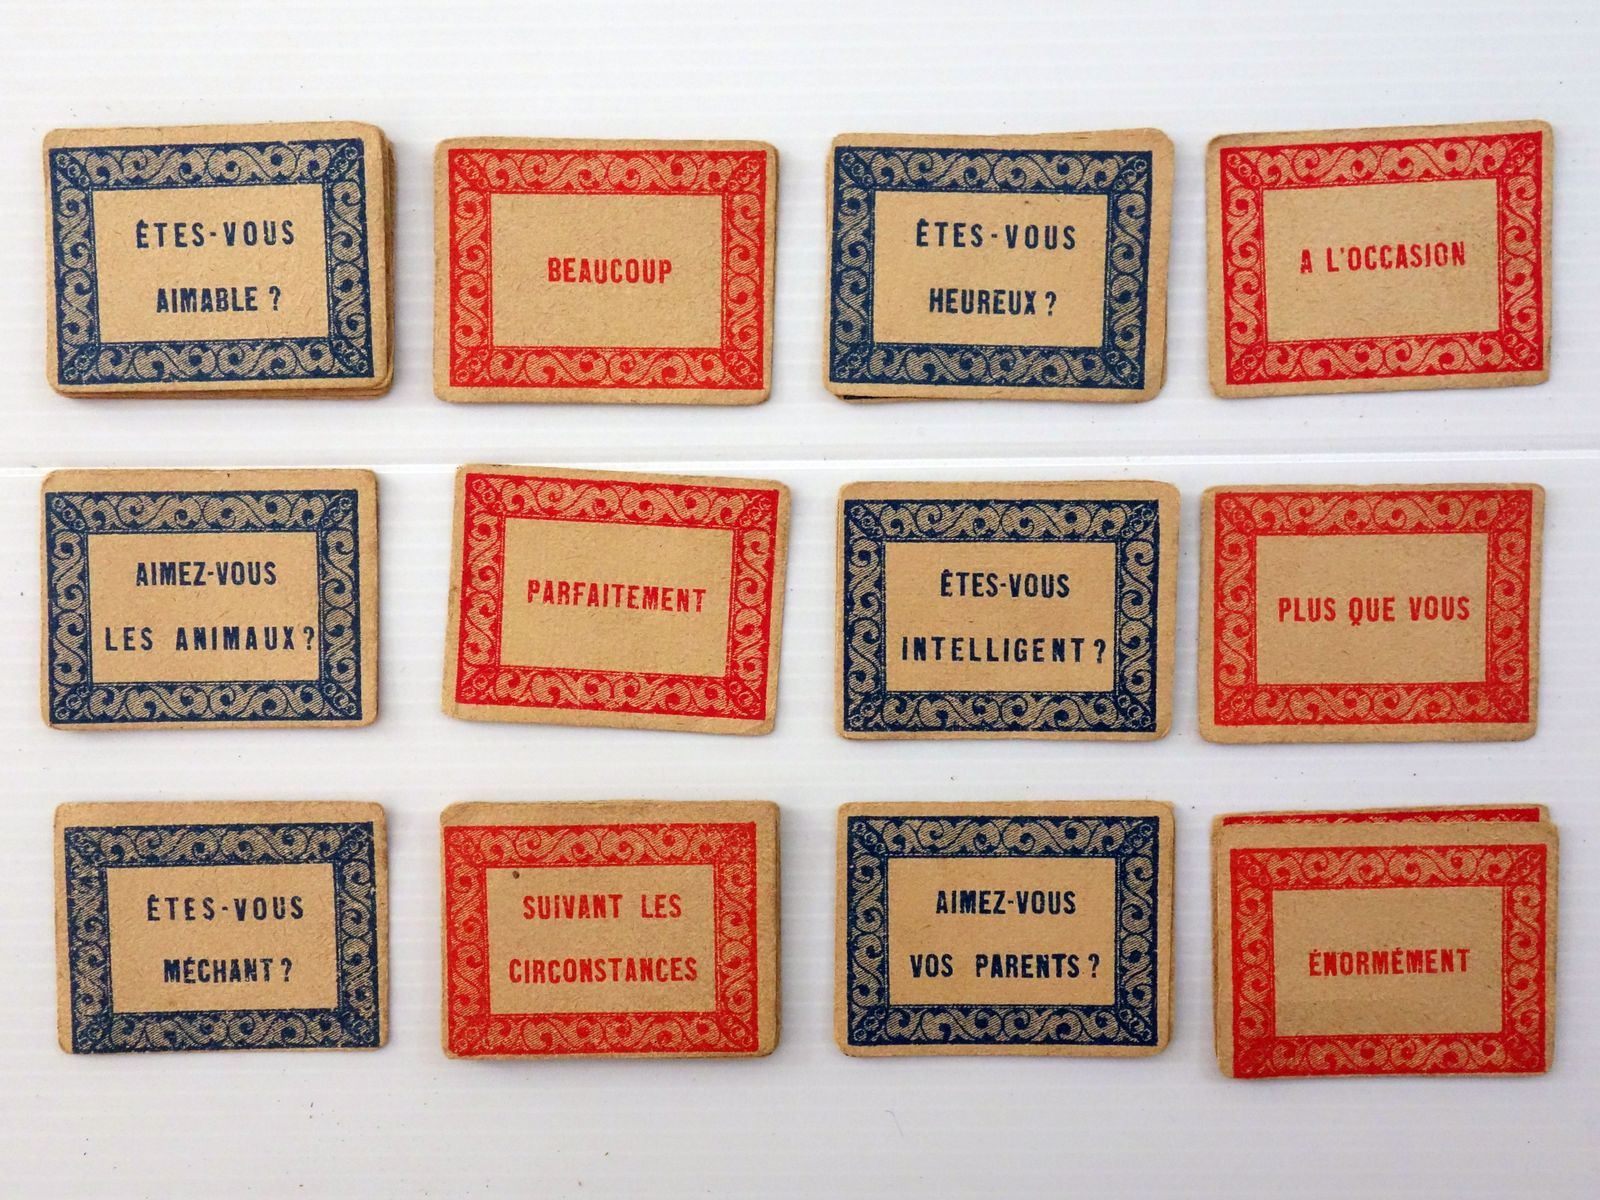 ÊTES-VOUS
AIMABLE ?
BEAUCOUP
ÊTES-VOUS
HEUREUX ?
A L'OCCASION
AIMEZ-VOUS
LES ANIMAUX ?
PARFAITEMENT
ÊTES-VOUS
INTELLIGENT ?
PLUS QUE VOUS
ÊTES-VOUS
MÉCHANT ?
SUIVANT LES
CIRCONSTANCES
AIMEZ-VOUS
VOS PARENTS ?
ÉNORMÉMENT